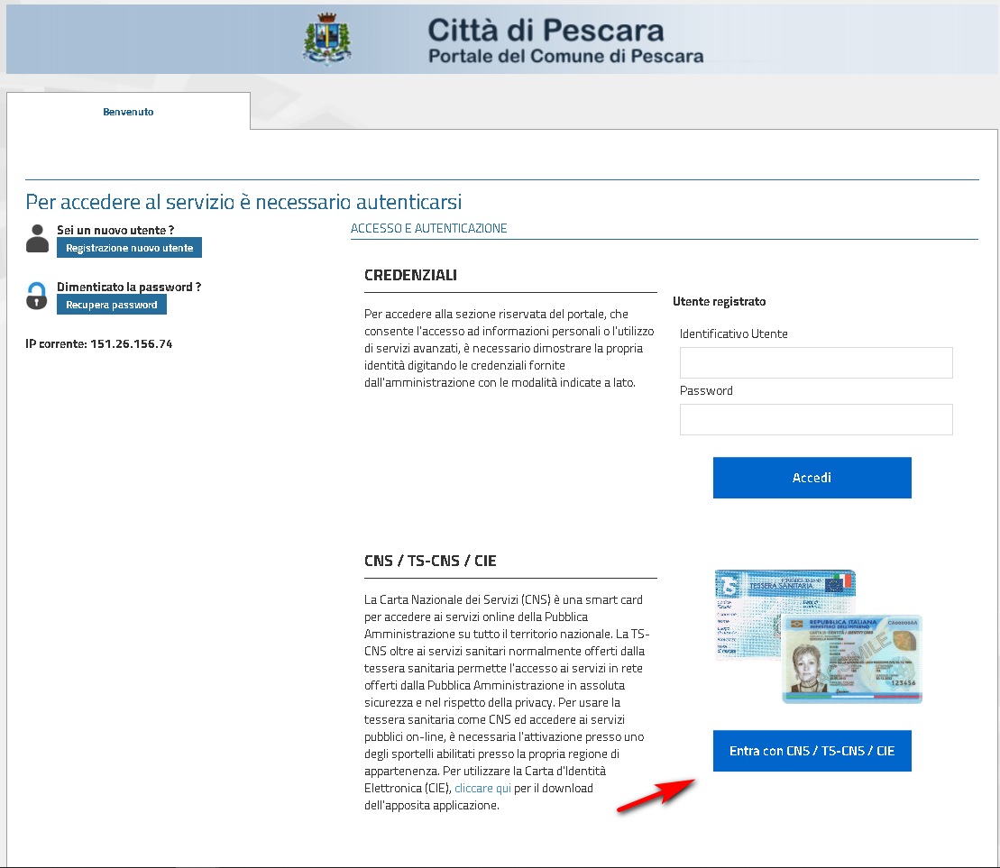 Città di Pescara
Portale del Comune di Pescara
Benvenuto
Per accedere al servizio è necessario autenticarsi
Sei un nuovo utente ?
Registrazione nuovo utente
Dimenticato la password ?
Recupera password
IP corrente: 151.26.156.74
ACCESSO E AUTENTICAZIONE
CREDENZIALI
Per accedere alla sezione riservata del portale, che
consente l'accesso ad informazioni personali o l'utilizzo
di servizi avanzati, è necessario dimostrare la propria
identità digitando le credenziali fornite
dall'amministrazione con le modalità indicate a lato.
Utente registrato
Identificativo Utente
Password
Accedi
CNS / TS-CNS / CIE
La Carta Nazionale dei Servizi (CNS) è una smart card
per accedere ai servizi online della Pubblica
Amministrazione su tutto il territorio nazionale. La TS-
CNS oltre ai servizi sanitari normalmente offerti dalla
tessera sanitaria permette l'accesso ai servizi in rete
offerti dalla Pubblica Amministrazione in assoluta
sicurezza e nel rispetto della privacy. Per usare la
tessera sanitaria come CNS ed accedere ai servizi
pubblici on-line, è necessaria l'attivazione presso uno
degli sportelli abilitati presso la propria regione di
appartenenza. Per utilizzare la Carta d'Identità
Elettronica (CIE), cliccare qui per il download
dell'apposita applicazione.
TS
REPUBBLICA ITALIANA
TESSERA SANITARIA
REPUBBLICA ITALIANA
MINISTERO DELL'INTERNO
CA00000AA
CARTA DI IDENTITÀ / IDENTITY CARD
123456
Entra con CNS / TS-CNS / CIE